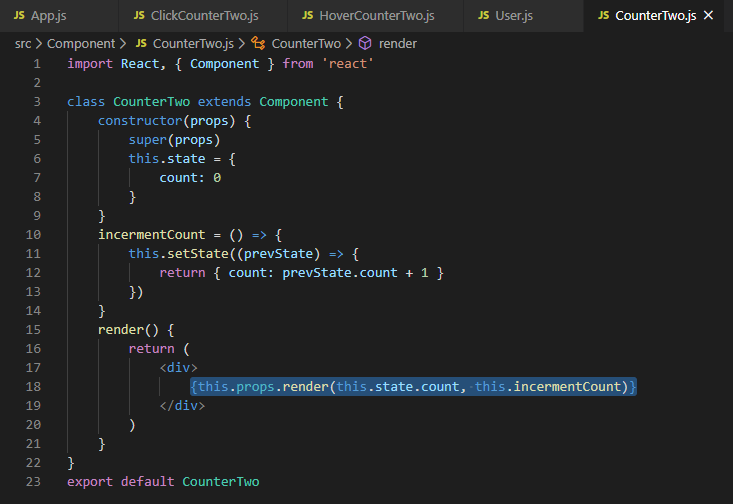 JS App.js JS ClickCounterTwo.js JS HoverCounterTwo.js JS User.js JS CounterTwo.js
src > Component > JS CounterTwo.js > CounterTwo > render
1 import React, { Component } from 'react'
2
3 class CounterTwo extends Component {
4 constructor(props) {
5 super(props)
6 this.state = {
7 count: 0
8 }
9 }
10 incermentCount = () => {
11 this.setState((prevState) => {
12 return { count: prevState.count + 1 }
13 })
14 }
15 render() {
16 return (
17 <div>
18 {this.props.render(this.state.count, this.incermentCount)}
19 </div>
20 )
21 }
22 }
23 export default CounterTwo